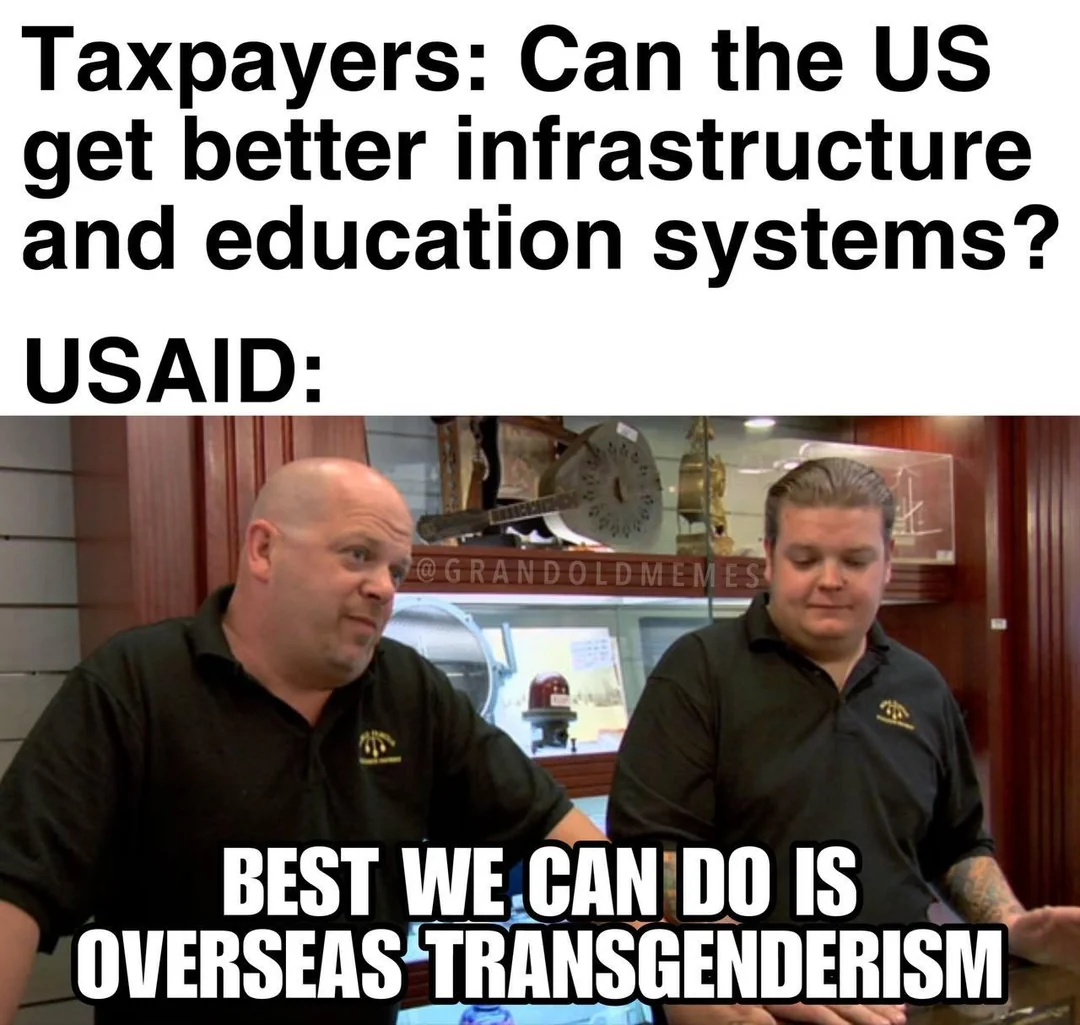 Taxpayers: Can the US
get better infrastructure
and education systems?
USAID:
@GRANDOLDMEMES
BEST WE CAN DO IS
OVERSEAS TRANSGENDERISM